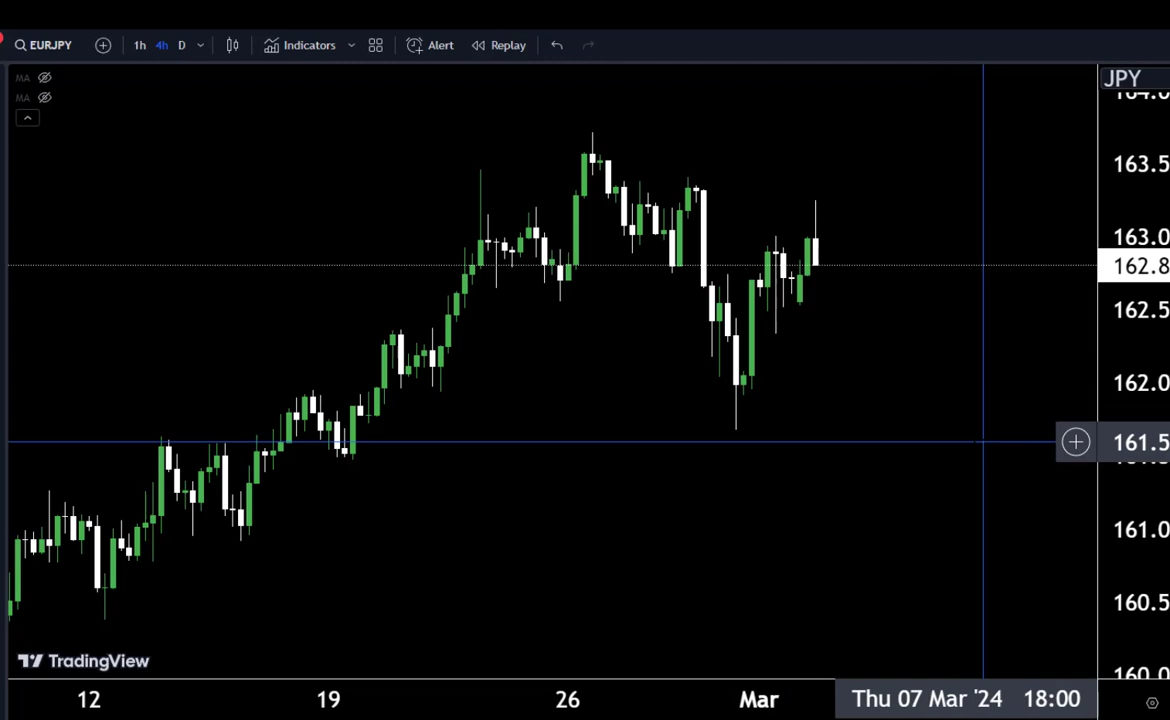 EURJPY 1h 4h D Indicators Alert Replay
MA
MA
JPY
163.5
163.0
162.8
162.5
162.0
161.5
161.0
160.5
160.0
TradingView
12 19 26 Mar Thu 07 Mar '24 18:00